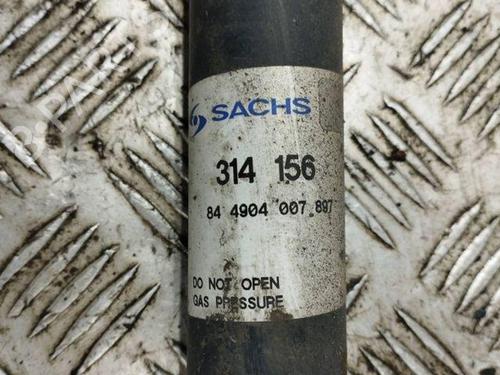 SACHS
314 156
84 4904 007 897
DO NOT OPEN
GAS PRESSURE